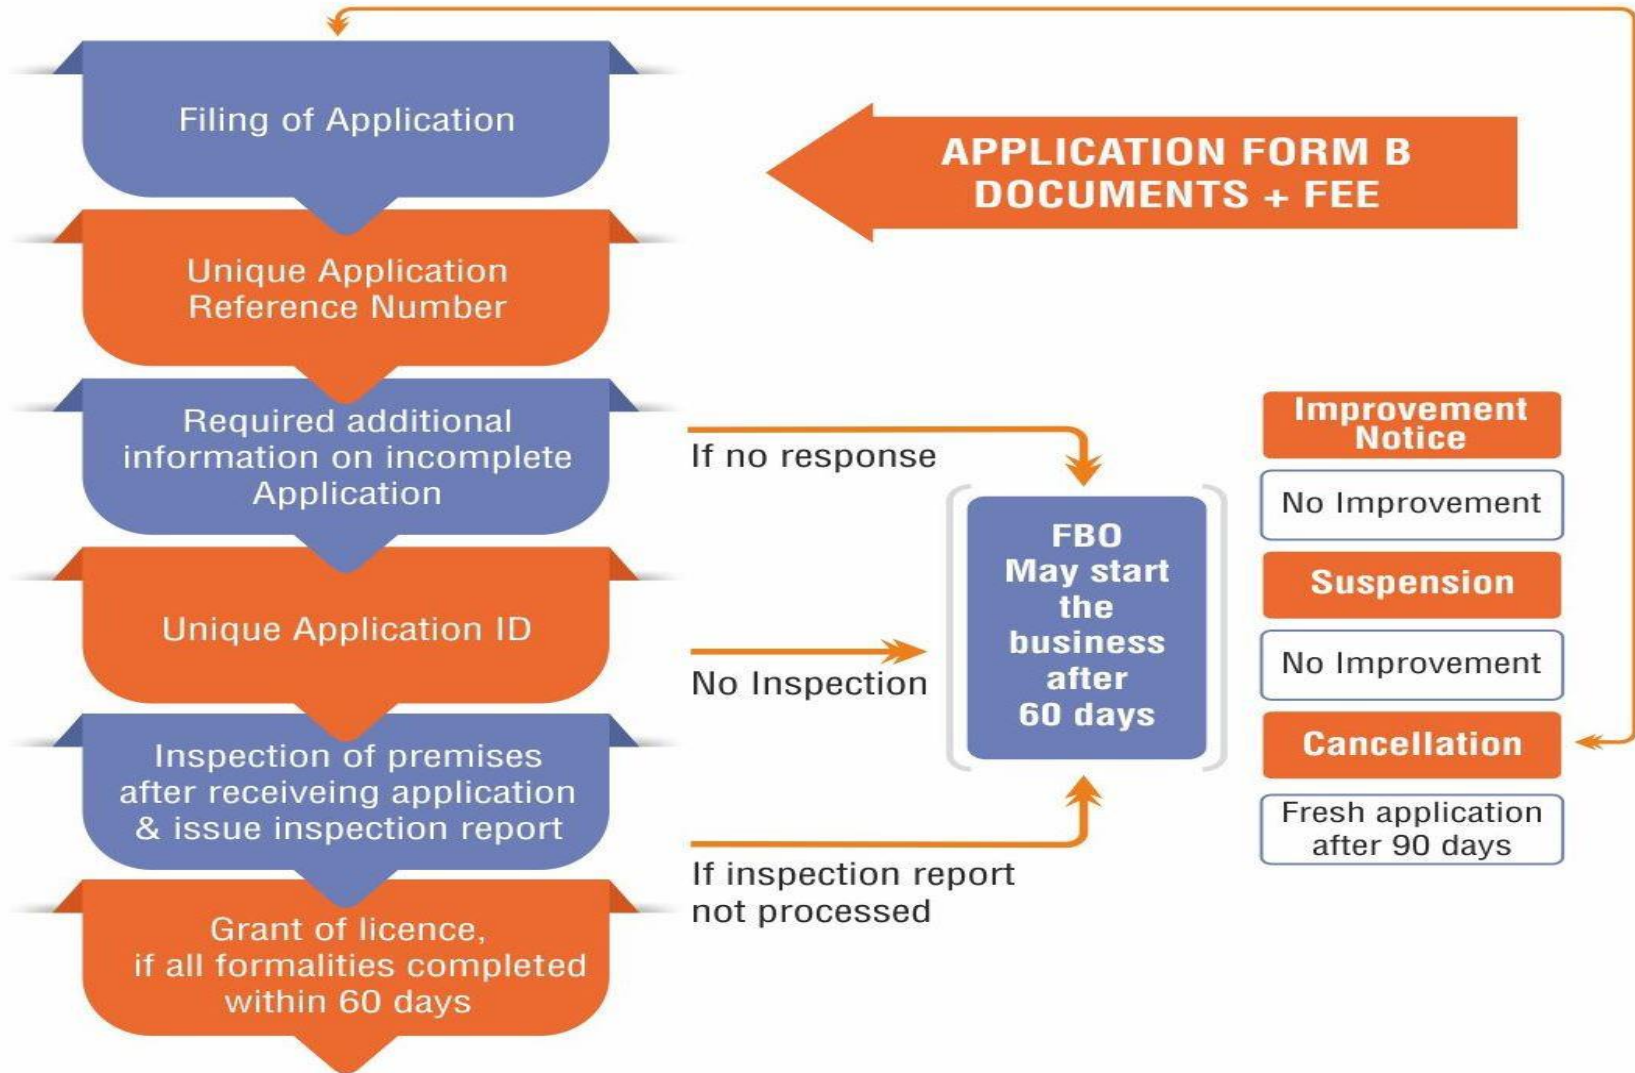 Filing of Application
APPLICATION FORM B
DOCUMENTS + FEE
Unique Application
Reference Number
Required additional
information on incomplete
Application
If no response
Unique Application ID
No Inspection
Inspection of premises
after receiveing application
& issue inspection report
If inspection report
not processed
Grant of licence,
if all formalities completed
within 60 days
FBO
May start
the
business
after
60 days
Improvement
Notice
No Improvement
Suspension
No Improvement
Cancellation
Fresh application
after 90 days